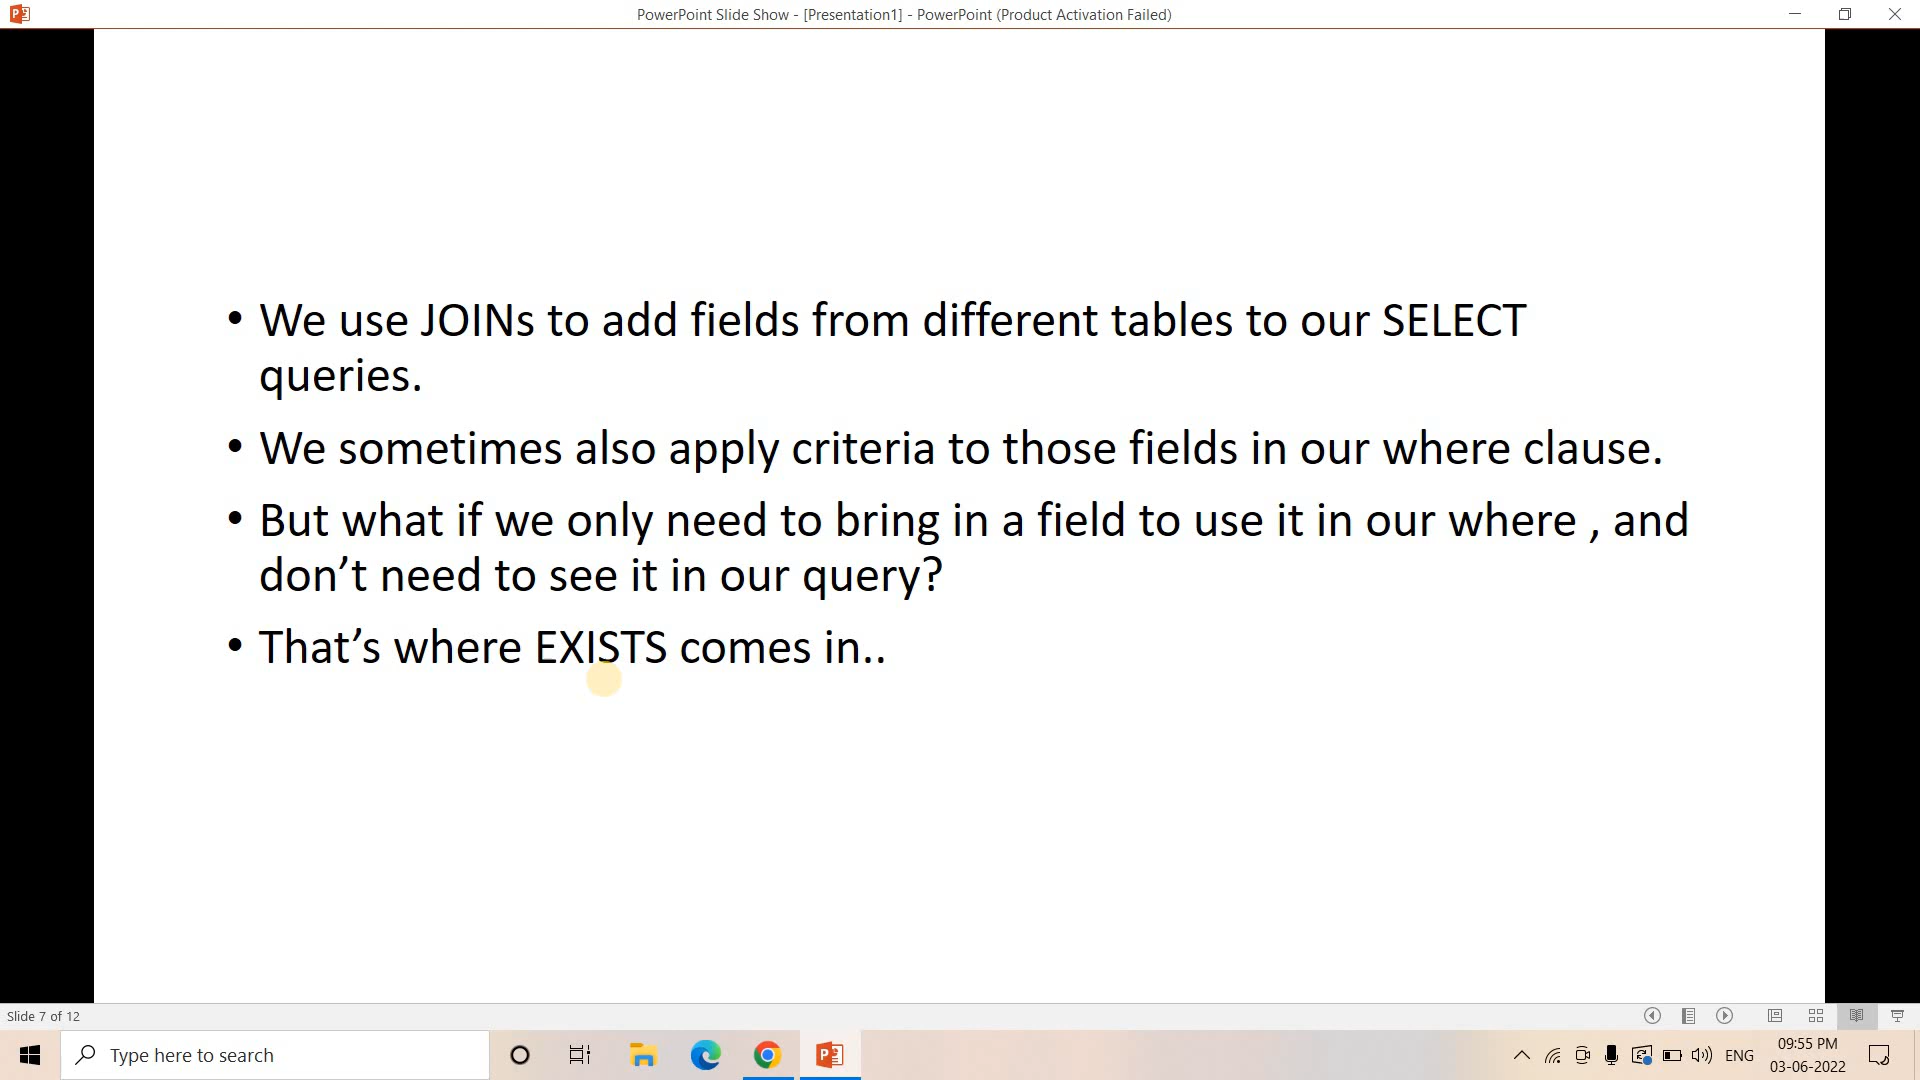 PowerPoint Slide Show - [Presentation1] - PowerPoint (Product Activation Failed)
• We use JOINs to add fields from different tables to our SELECT
queries.
• We sometimes also apply criteria to those fields in our where clause.
• But what if we only need to bring in a field to use it in our where , and
don’t need to see it in our query?
• That’s where EXISTS comes in..
Slide 7 of 12
Type here to search
ENG
09:55 PM
03-06-2022